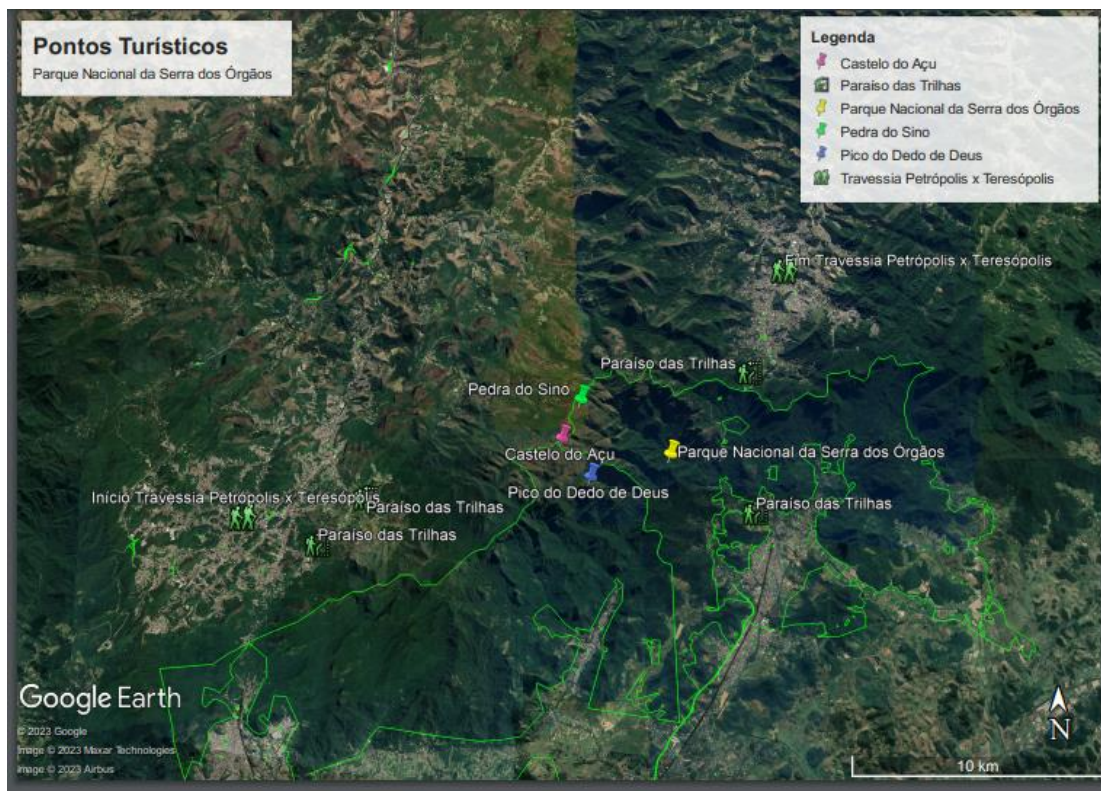 Pontos Turísticos
Parque Nacional da Serra dos Órgãos
Legenda
Castelo do Açu
Paraiso das Trilhas
Parque Nacional da Serra dos Órgãos
Pedra do Sino
Pico do Dedo de Deus
Travessia Petrópolis x Teresópolis
Fim Travessia Petrópolis x Teresópolis
Paraíso das Trilhas
Pedra do Sino
Castelo do Açu
Parque Nacional da Serra dos Órgãos
Pico do Dedo de Deus
Início Travessia Petrópolis x Teresópolis
Paraíso das Trilhas
Paraíso das Trilhas
Paraíso das Trilhas
Google Earth
© 2023 Google
Image © 2023 Maxar Technologies
Image © 2023 Airbus
N
10 km